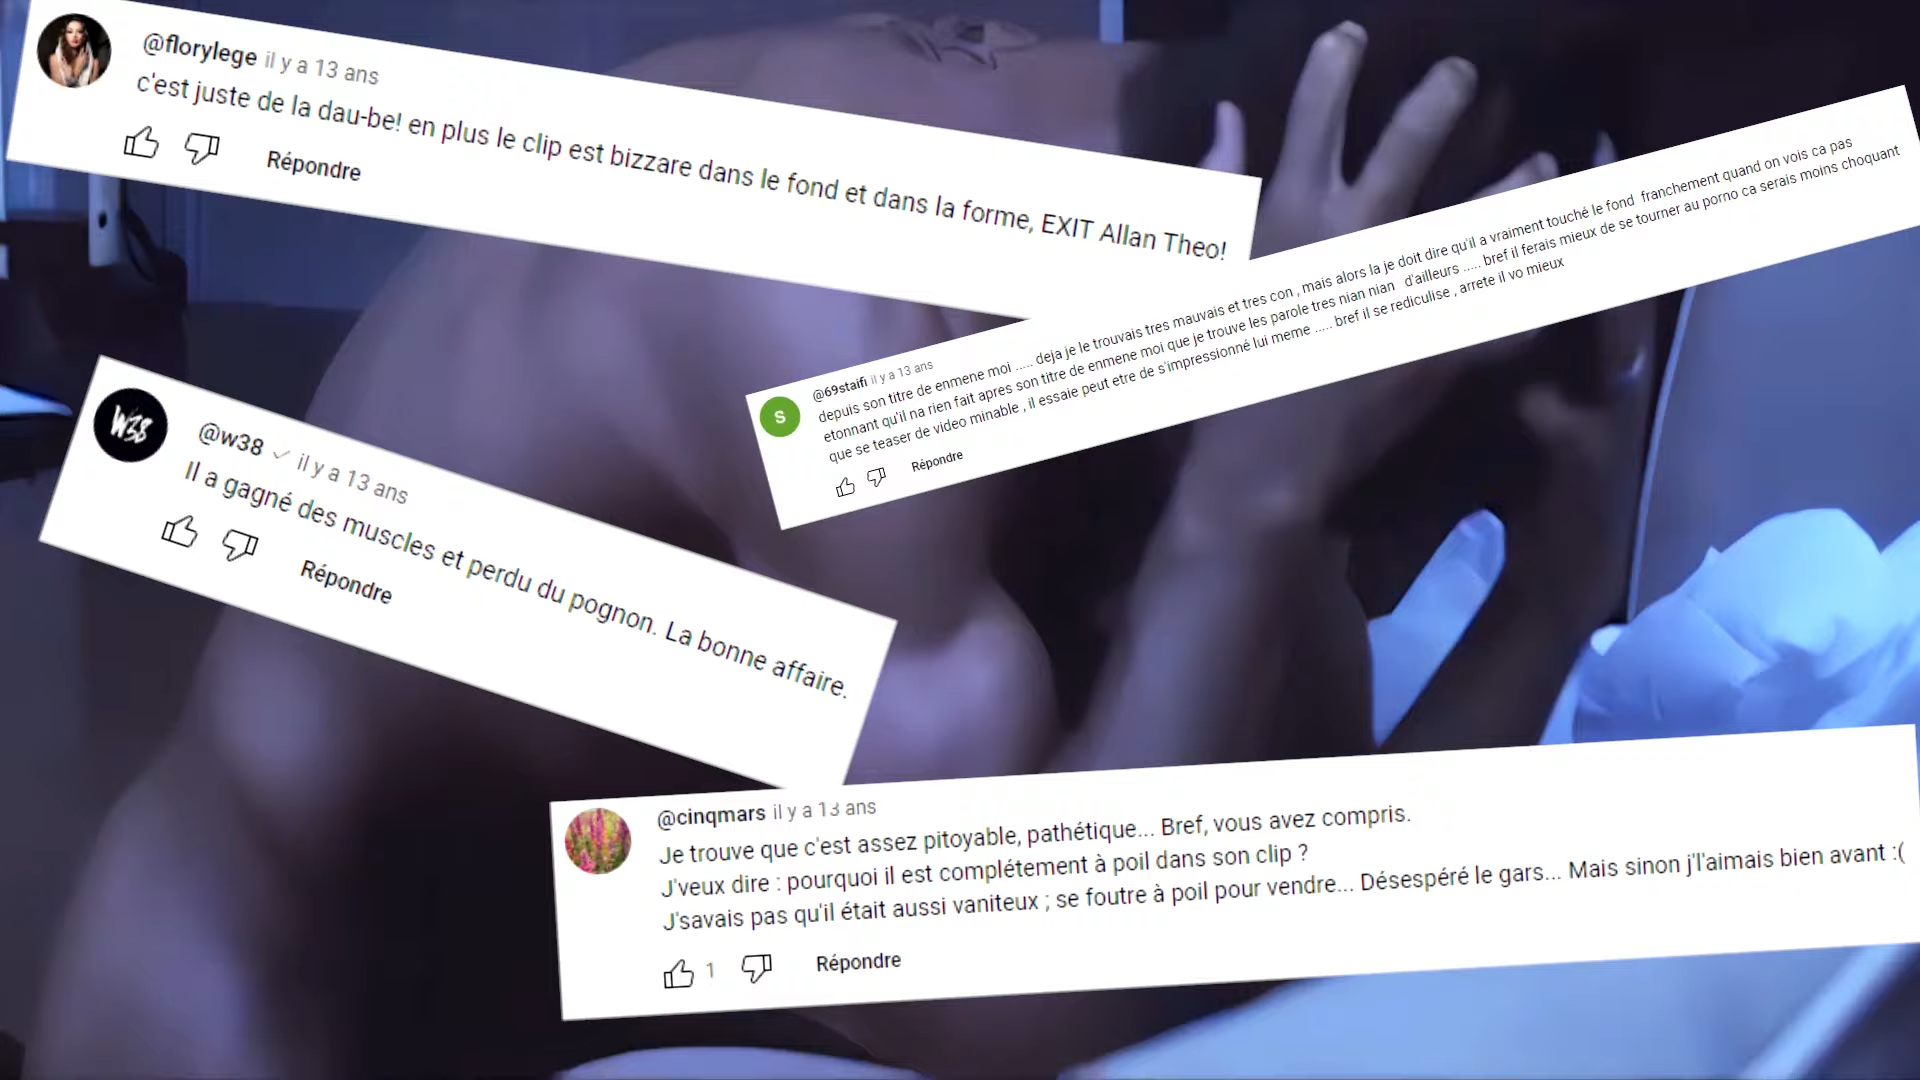 @florylege il y a 13 ans
c'est juste de la dau-be! en plus le clip est bizzare dans le fond et dans la forme, EXIT Allan Theo!
Répondre
@69staifi il y a 13 ans
depuis son titre de enmene moi ..... deja je le trouvais tres mauvais et tres con , mais alors la je doit dire qu'il a vraiment touché le fond franchement quand on vois ca pas
etonnant qu'il na rien fait apres son titre de enmene moi que je trouve les parole tres nian nian d'ailleurs ..... bref il ferais mieux de se tourner au porno ca serais moins choquant
que se teaser de video minable , il essaie peut etre de s'impressionné lui meme ..... bref il se rediculise , arrete il vo mieux
S
Répondre
W38
@w38 il y a 13 ans
Il a gagné des muscles et perdu du pognon. La bonne affaire.
Répondre
@cinqmars il y a 13 ans
Je trouve que c'est assez pitoyable, pathétique... Bref, vous avez compris.
J'veux dire : pourquoi il est complétement à poil dans son clip ?
J'savais pas qu'il était aussi vaniteux ; se foutre à poil pour vendre... Désespéré le gars... Mais sinon j'l'aimais bien avant :(
1 Répondre